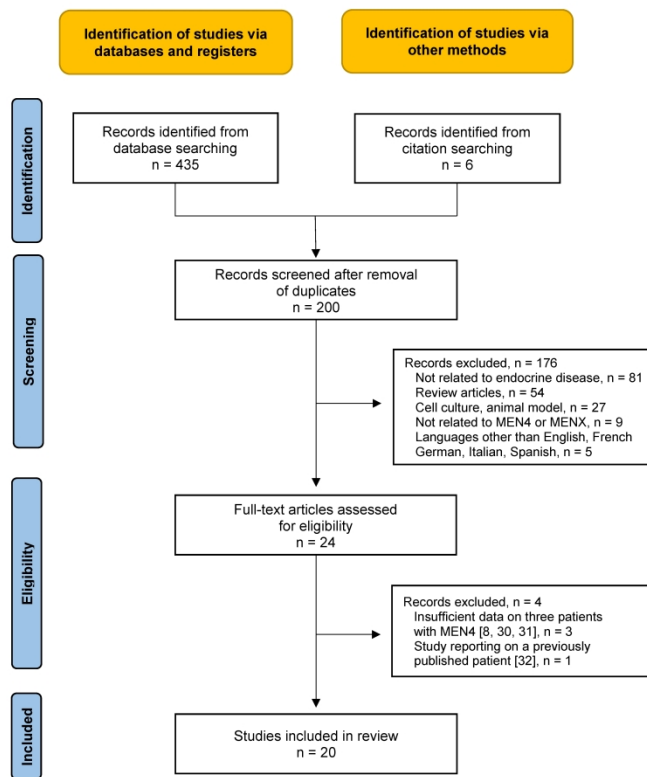 Identification of studies via
databases and registers
Identification of studies via
other methods
Identification
Records identified from
database searching
n = 435
Records identified from
citation searching
n = 6
Screening
Records screened after removal
of duplicates
n = 200
Records excluded, n = 176
Not related to endocrine disease, n = 81
Review articles, n = 54
Cell culture, animal model, n = 27
Not related to MEN4 or MENX, n = 9
Languages other than English, French
German, Italian, Spanish, n = 5
Eligibility
Full-text articles assessed
for eligibility
n = 24
Records excluded, n = 4
Insufficient data on three patients
with MEN4 [8, 30, 31], n = 3
Study reporting on a previously
published patient [32], n = 1
Included
Studies included in review
n = 20